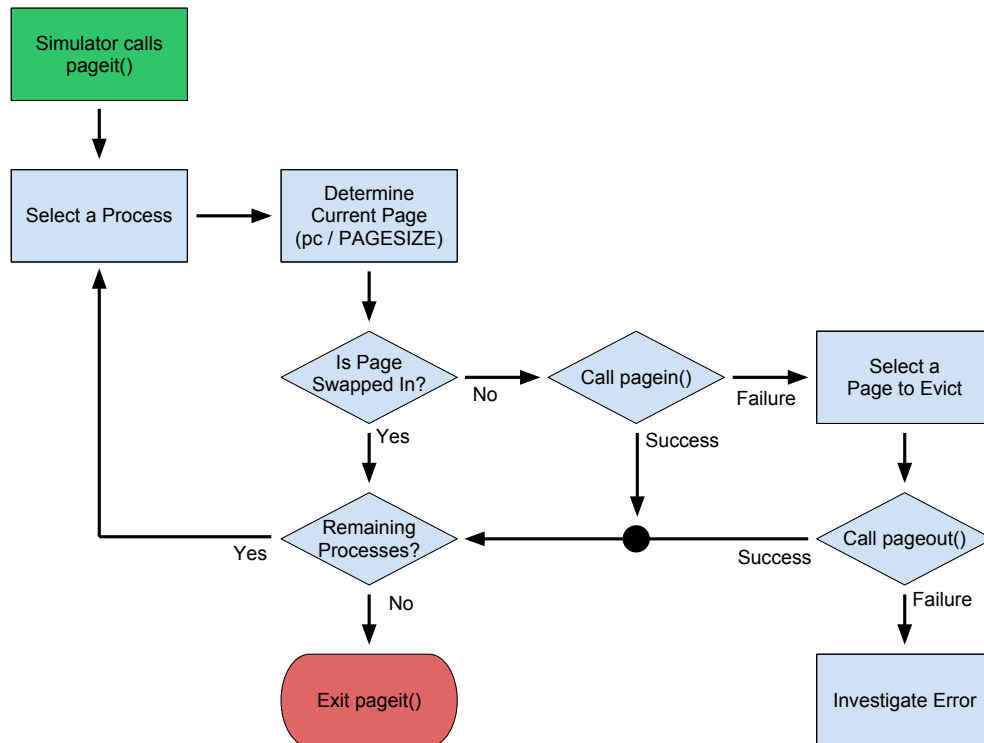 Simulator calls
pageit()
Select a Process
Determine
Current Page
(pc / PAGESIZE)
Is Page
Swapped In?
No
Call pagein()
Failure
Select a
Page to Evict
Yes
Success
Remaining
Processes?
Yes
Success
Call pageout()
No
Failure
Exit pageit()
Investigate Error